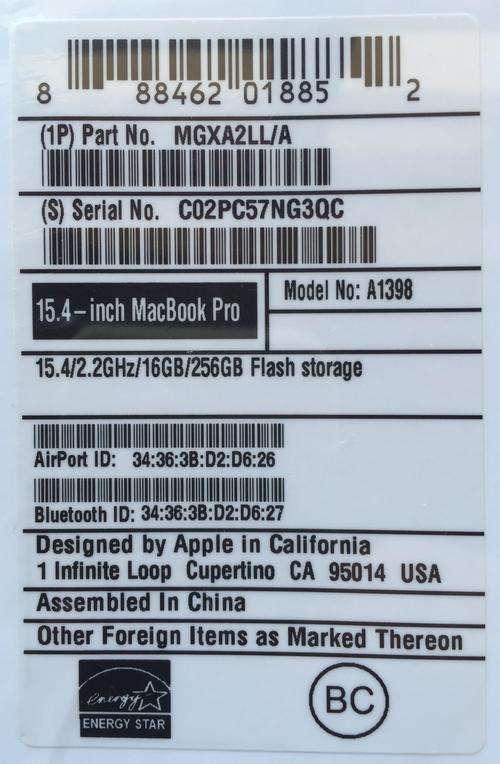 8 88462 01885 2
(1P) Part No. MGXA2LL/A
(S) Serial No. C02PC57NG3QC
15.4-inch MacBook Pro
Model No: A1398
15.4/2.2GHz/16GB/256GB Flash storage
AirPort ID: 34:36:3B:D2:D6:26
Bluetooth ID: 34:36:3B:D2:D6:27
Designed by Apple in California
1 Infinite Loop Cupertino CA 95014 USA
Assembled In China
Other Foreign Items as Marked Thereon
energy
ENERGY STAR
BC